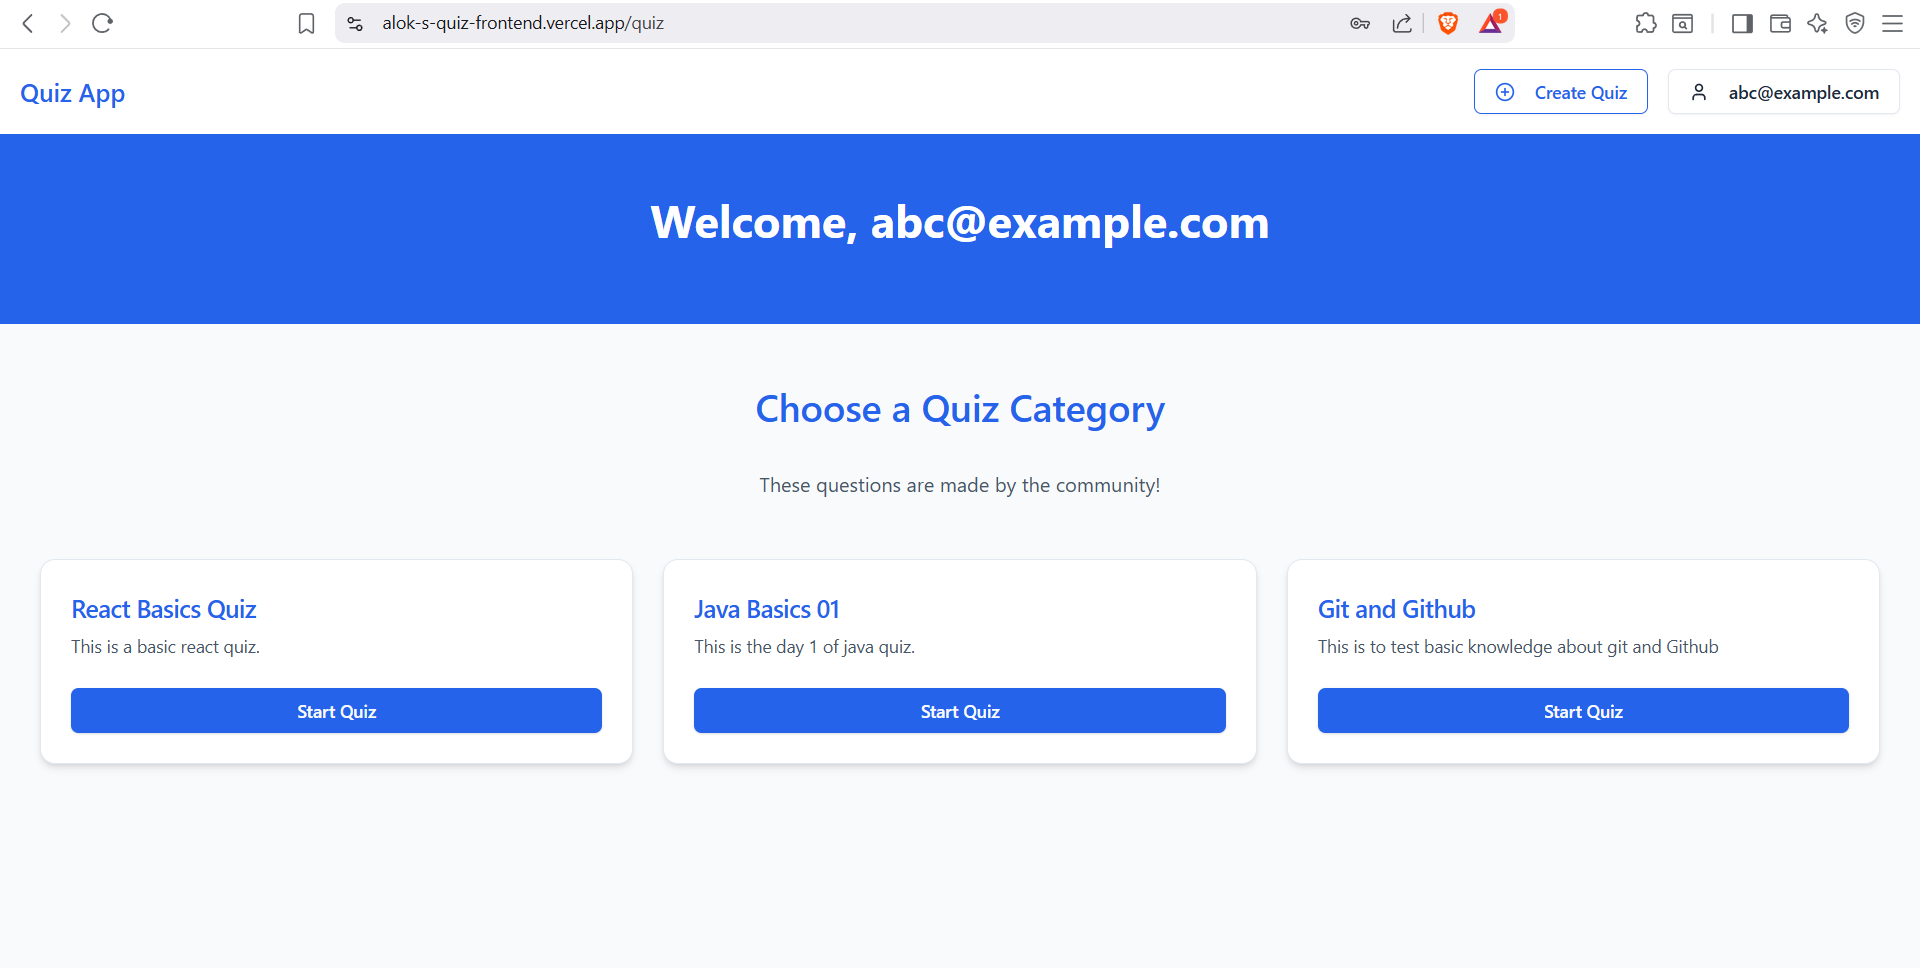 alok-s-quiz-frontend.vercel.app/quiz
1
Quiz App
Create Quiz
abc@example.com
Welcome, abc@example.com
Choose a Quiz Category
These questions are made by the community!
React Basics Quiz
This is a basic react quiz.
Start Quiz
Java Basics 01
This is the day 1 of java quiz.
Start Quiz
Git and Github
This is to test basic knowledge about git and Github
Start Quiz